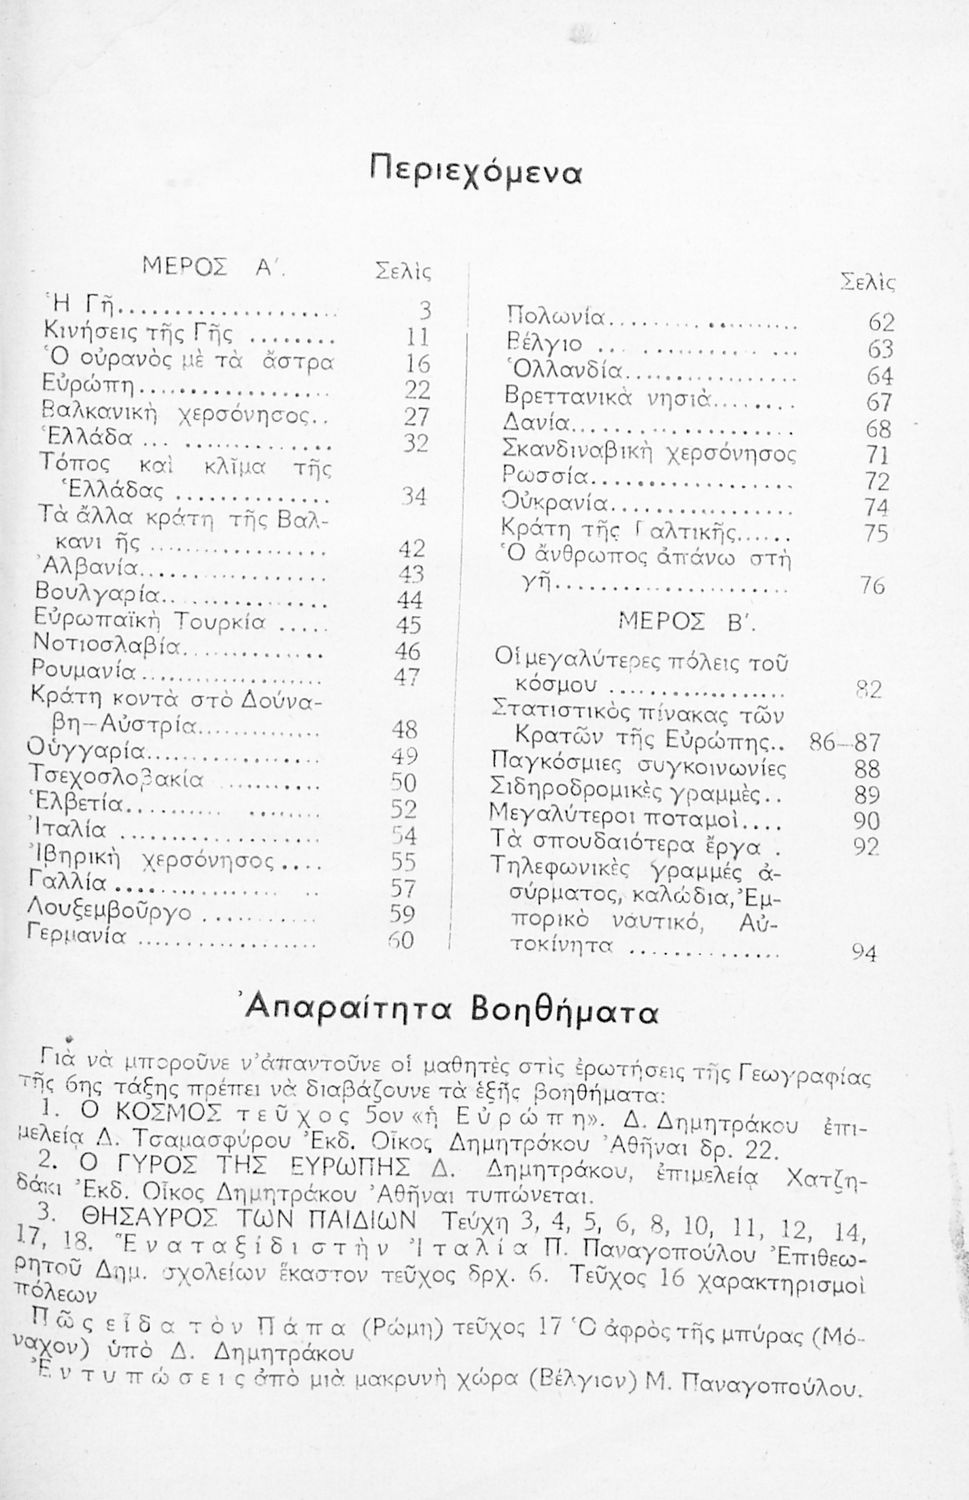 Περιεχόμενα
ΜΕΡΟΣ Α΄. Σελὶς
Ἡ Γῆ.................... 3
Κινήσεις τῆς Γῆς ........ 11
Ὁ οὐρανὸς μὲ τὰ ἄστρα 16
Εὐρώπη.................. 22
Βαλκανικὴ χερσόνησος.. 27
Ἑλλάδα ... .............. 32
Τόπος καὶ κλῖμα τῆς
Ἑλλάδας .............. 34
Τὰ ἄλλα κράτη τῆς Βαλ-
κανι ῆς ................ 42
Ἀλβανία.................. 43
Βουλγαρία.. ............. 44
Εὐρωπαϊκὴ Τουρκία ..... 45
Νοτιοσλαβία.............. 46
Ρουμανία................. 47
Κράτη κοντὰ στὸ Δούνα-
βη—Αὐστρία............. 48
Οὑγγαρία................. 49
Τσεχοσλοβακία .......... 50
Ἑλβετία........ ........ 52
Ἰταλία .................. 54
Ἰβηρικὴ χερσόνησος.... 55
Γαλλία.................. 57
Λουξεμβοῦργο ........... 59
Γερμανία ................ 60
Σελὶς
Πολωνία................. 62
Βέλγιο .. .............. 63
Ὁλλανδία................ 64
Βρεττανικὰ νησιὰ........ 67
Δανία.................... 68
Σκανδιναβικὴ χερσόνησος 71
Ρωσσία.................. 72
Οὐκρανία................ 74
Κράτη τῆς Βαλτικῆς...... 75
Ὁ ἄνθρωπος ἀπάνω στὴ
γῆ...................... 76
ΜΕΡΟΣ Β΄.
Οἱ μεγαλύτερες πόλεις τοῦ
κόσμου ................. 82
Στατιστικὸς πίνακας τῶν
Κρατῶν τῆς Εὐρώπης.. 86—87
Παγκόσμιες συγκοινωνίες 88
Σιδηροδρομικὲς γραμμὲς.. 89
Μεγαλύτεροι ποταμοὶ.... 90
Τὰ σπουδαιότερα ἔργα . 92
Τηλεφωνικὲς γραμμές ἀ-
σύρματος, καλώδια, Ἐμ-
πορικὸ ναυτικό, Αὐ-
τοκίνητα .............. 94
Ἀπαραίτητα Βοηθήματα
Γιὰ νὰ μποροῦνε ν᾽ἀπαντοῦνε οἱ μαθητὲς στὶς ἐρωτήσεις τῆς Γεωγραφίας
τῆς 6ης τάξης πρέπει νὰ διαβάζουνε τὰ ἑξῆς βοηθήματα:
1. Ο ΚΟΣΜΟΣ τεῦχος 5ον «ἡ Εὐρώπη». Δ. Δημητράκου ἐπι-
μελείᾳ Λ. Τσαμασφύρου Ἐκδ. Οἶκος Δημητράκου Ἀθῆναι δρ. 22.
2. Ο ΓΥΡΟΣ ΤΗΣ ΕΥΡΩΠΗΣ Δ. Δημητράκου, ἐπιμελείᾳ Χατζη-
δάκι Ἐκδ. Οἶκος Δημητράκου Ἀθῆναι τυπώνεται.
3. ΘΗΣΑΥΡΟΣ ΤΩΝ ΠΑΙΔΙΩΝ Τεύχη 3, 4, 5, 6, 8, 10, 11, 12, 14,
17, 18. Ἕνα ταξίδι στὴν Ἰταλία Π. Παναγοπούλου Ἐπιθεω-
ρητοῦ Δημ. σχολείων ἕκαστον τεῦχος δρχ. 6. Τεῦχος 16 χαρακτηρισμοὶ
πόλεων
Πῶς εἶδα τὸν Πάπα (Ρώμη) τεῦχος 17 Ὁ ἀφρὸς τῆς μπύρας (Μό-
ναχον) ὑπὸ Δ. Δημητράκου
Ἐντυπώσεις ἀπὸ μιὰ μακρυνὴ χώρα (Βέλγιον) Μ. Παναγοπούλου.